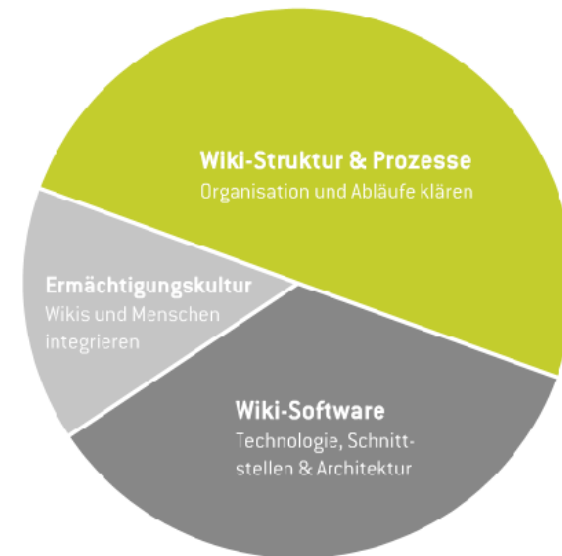 Wiki-Struktur & Prozesse
Organisation und Abläufe klären
Ermächtigungskultur
Wikis und Menschen
integrieren
Wiki-Software
Technologie, Schnitt-
stellen & Architektur